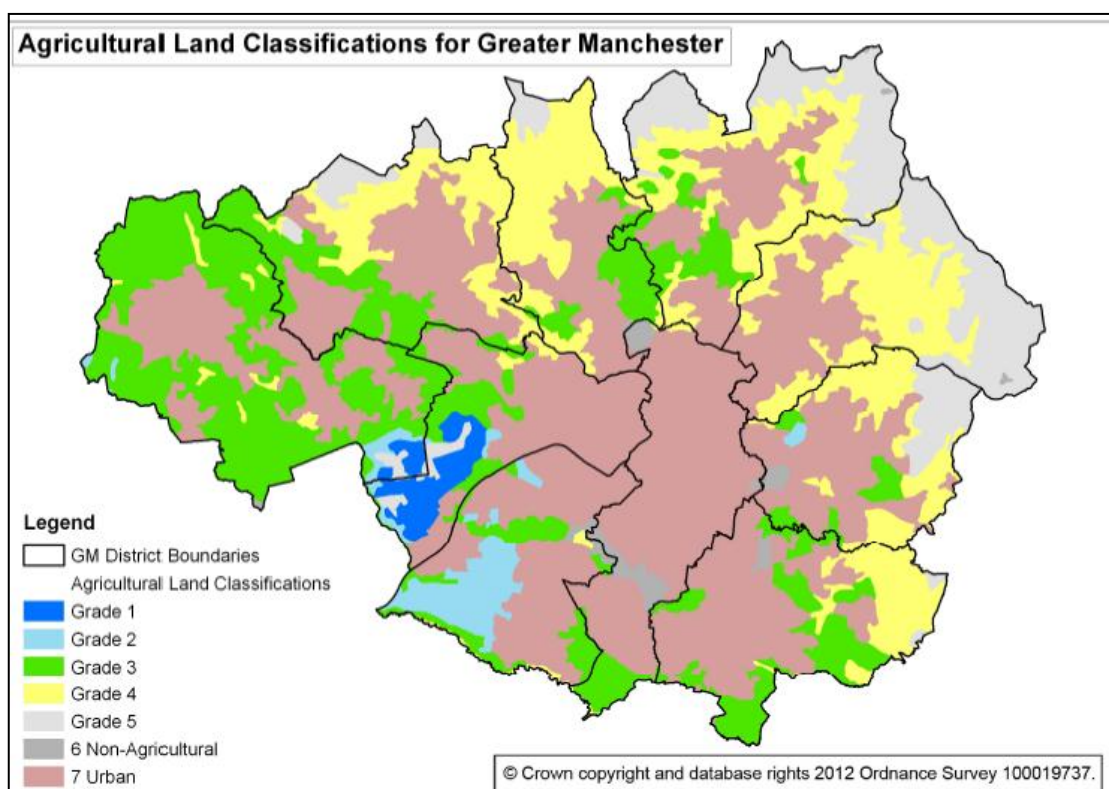 Agricultural Land Classifications for Greater Manchester
Legend
GM District Boundaries
Agricultural Land Classifications
Grade 1
Grade 2
Grade 3
Grade 4
Grade 5
6 Non-Agricultural
7 Urban
© Crown copyright and database rights 2012 Ordnance Survey 100019737.